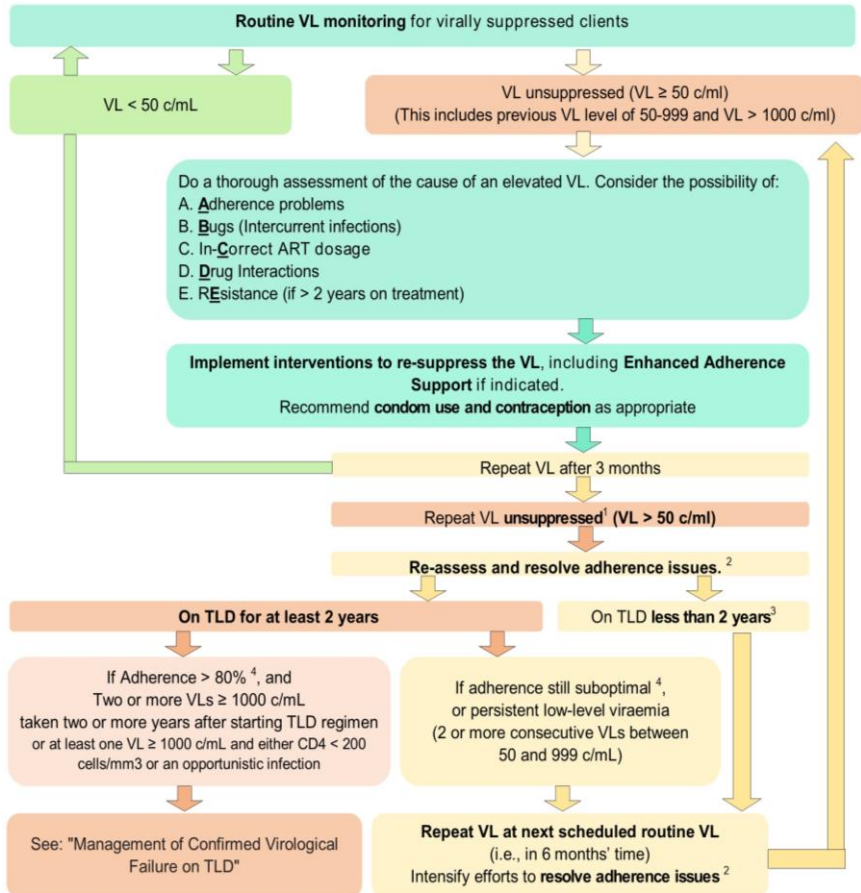 Routine VL monitoring for virally suppressed clients
VL < 50 c/mL
VL unsuppressed (VL ≥ 50 c/ml)
(This includes previous VL level of 50-999 and VL > 1000 c/ml)
Do a thorough assessment of the cause of an elevated VL. Consider the possibility of:
A. Adherence problems
B. Bugs (Intercurrent infections)
C. In-Correct ART dosage
D. Drug Interactions
E. REsistance (if > 2 years on treatment)
Implement interventions to re-suppress the VL, including Enhanced Adherence
Support if indicated.
Recommend condom use and contraception as appropriate
Repeat VL after 3 months
Repeat VL unsuppressed¹ (VL > 50 c/ml)
Re-assess and resolve adherence issues. ²
On TLD for at least 2 years
On TLD less than 2 years³
If Adherence > 80% ⁴, and
Two or more VLs ≥ 1000 c/mL
taken two or more years after starting TLD regimen
or at least one VL ≥ 1000 c/mL and either CD4 < 200
cells/mm3 or an opportunistic infection
If adherence still suboptimal ⁴,
or persistent low-level viraemia
(2 or more consecutive VLs between
50 and 999 c/mL)
See: "Management of Confirmed Virological
Failure on TLD"
Repeat VL at next scheduled routine VL
(i.e., in 6 months' time)
Intensify efforts to resolve adherence issues ²